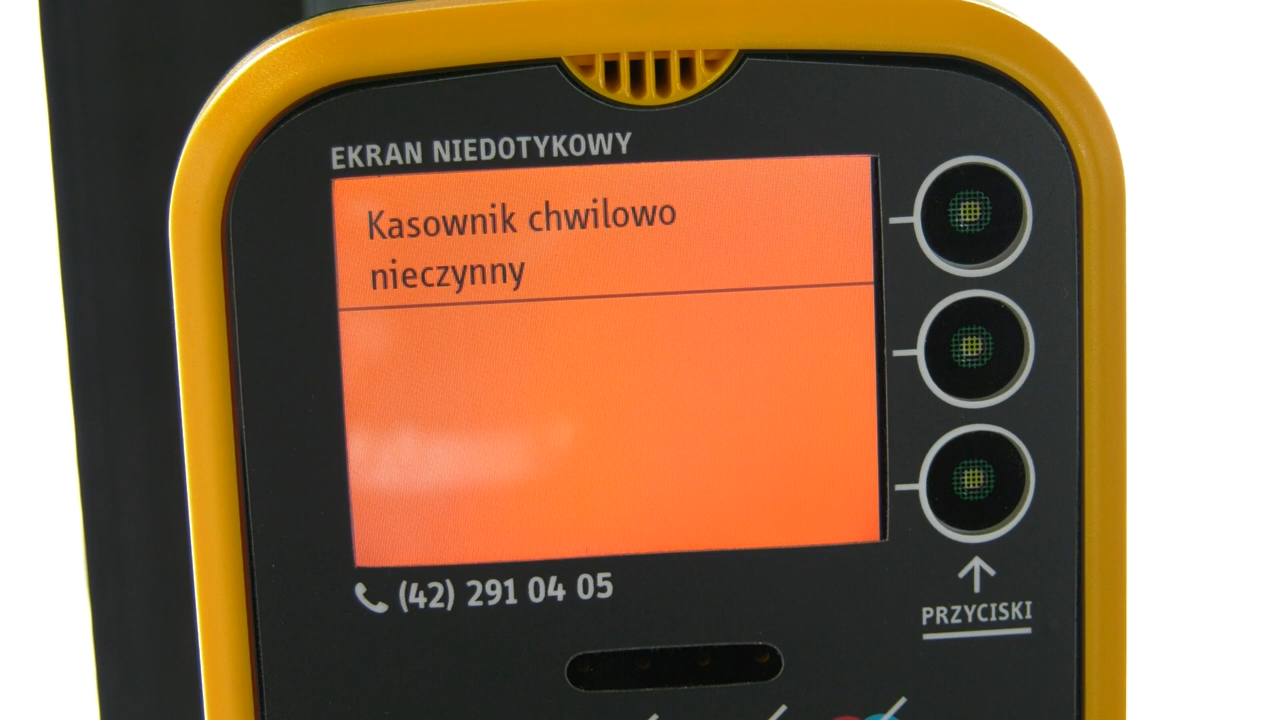 EKRAN NIEDOTYKOWY
Kasownik chwilowo
nieczynny
(42) 291 04 05
PRZYCISKI